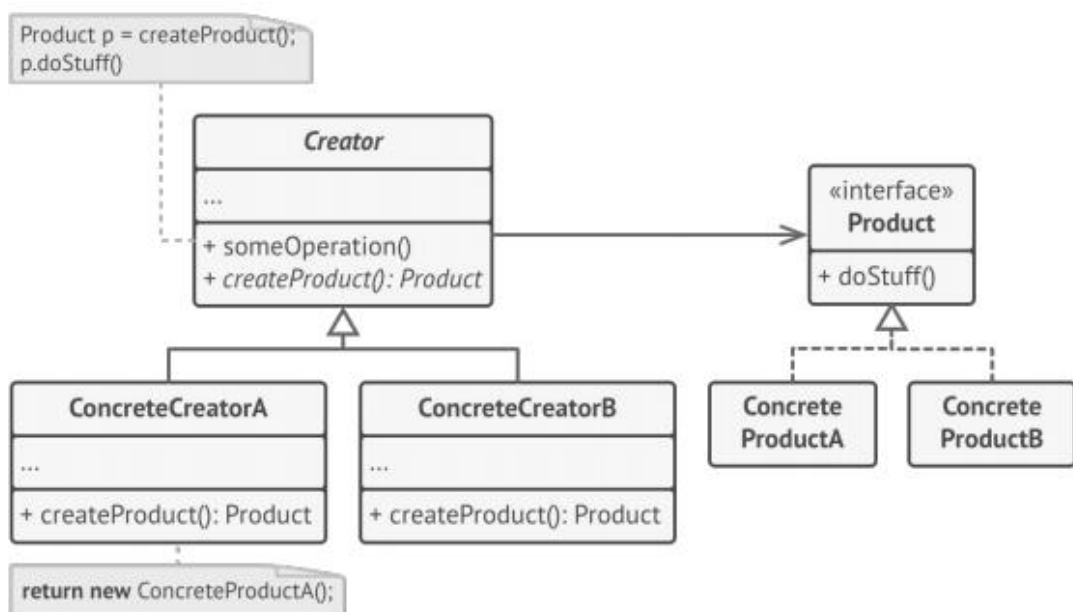 Product p = createProduct();
p.doStuff()
Creator
...
+ someOperation()
+ createProduct(): Product
«interface»
Product
+ doStuff()
ConcreteCreatorA
...
+ createProduct(): Product
ConcreteCreatorB
...
+ createProduct(): Product
Concrete
ProductA
Concrete
ProductB
return new ConcreteProductA();